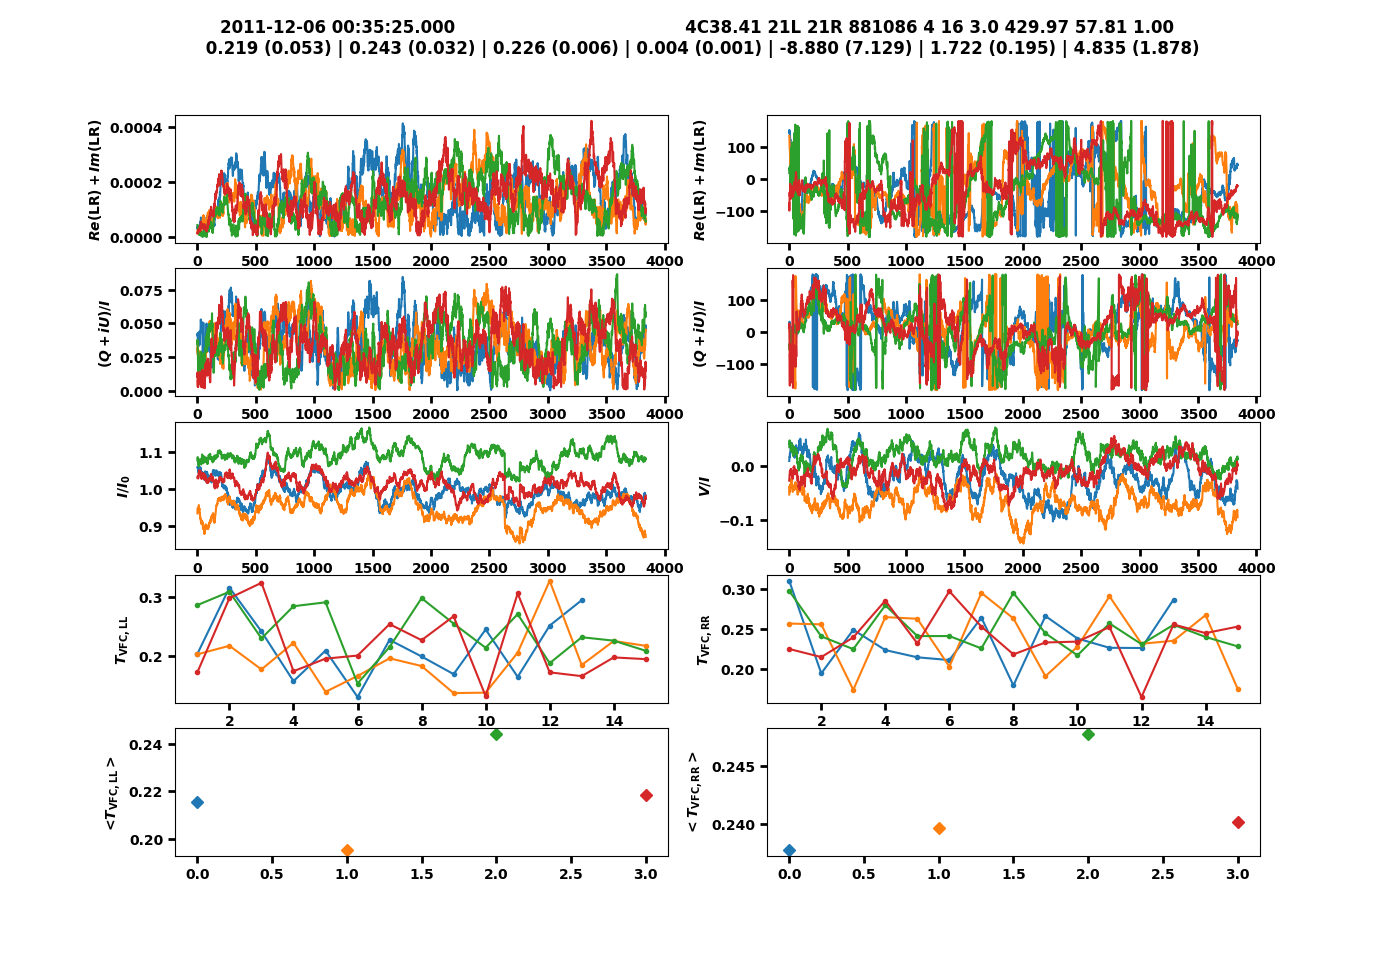 2011-12-06 00:35:25.000 4C38.41 21L 21R 881086 4 16 3.0 429.97 57.81 1.00
0.219 (0.053) | 0.243 (0.032) | 0.226 (0.006) | 0.004 (0.001) | -8.880 (7.129) | 1.722 (0.195) | 4.835 (1.878)
Re(LR) + Im(LR)
0.0004
0.0002
0.0000
0 500 1000 1500 2000 2500 3000 3500 4000
Re(LR) + Im(LR)
100
0
−100
0 500 1000 1500 2000 2500 3000 3500 4000
(Q + iU)/I
0.075
0.050
0.025
0.000
0 500 1000 1500 2000 2500 3000 3500 4000
(Q + iU)/I
100
0
−100
0 500 1000 1500 2000 2500 3000 3500 4000
I/I0
1.1
1.0
0.9
0 500 1000 1500 2000 2500 3000 3500 4000
V/I
0.0
−0.1
0 500 1000 1500 2000 2500 3000 3500 4000
TVFC,LL
0.3
0.2
2 4 6 8 10 12 14
TVFC,RR
0.30
0.25
0.20
2 4 6 8 10 12 14
<TVFC,LL >
0.24
0.22
0.20
0.0 0.5 1.0 1.5 2.0 2.5 3.0
< TVFC,RR >
0.245
0.240
0.0 0.5 1.0 1.5 2.0 2.5 3.0